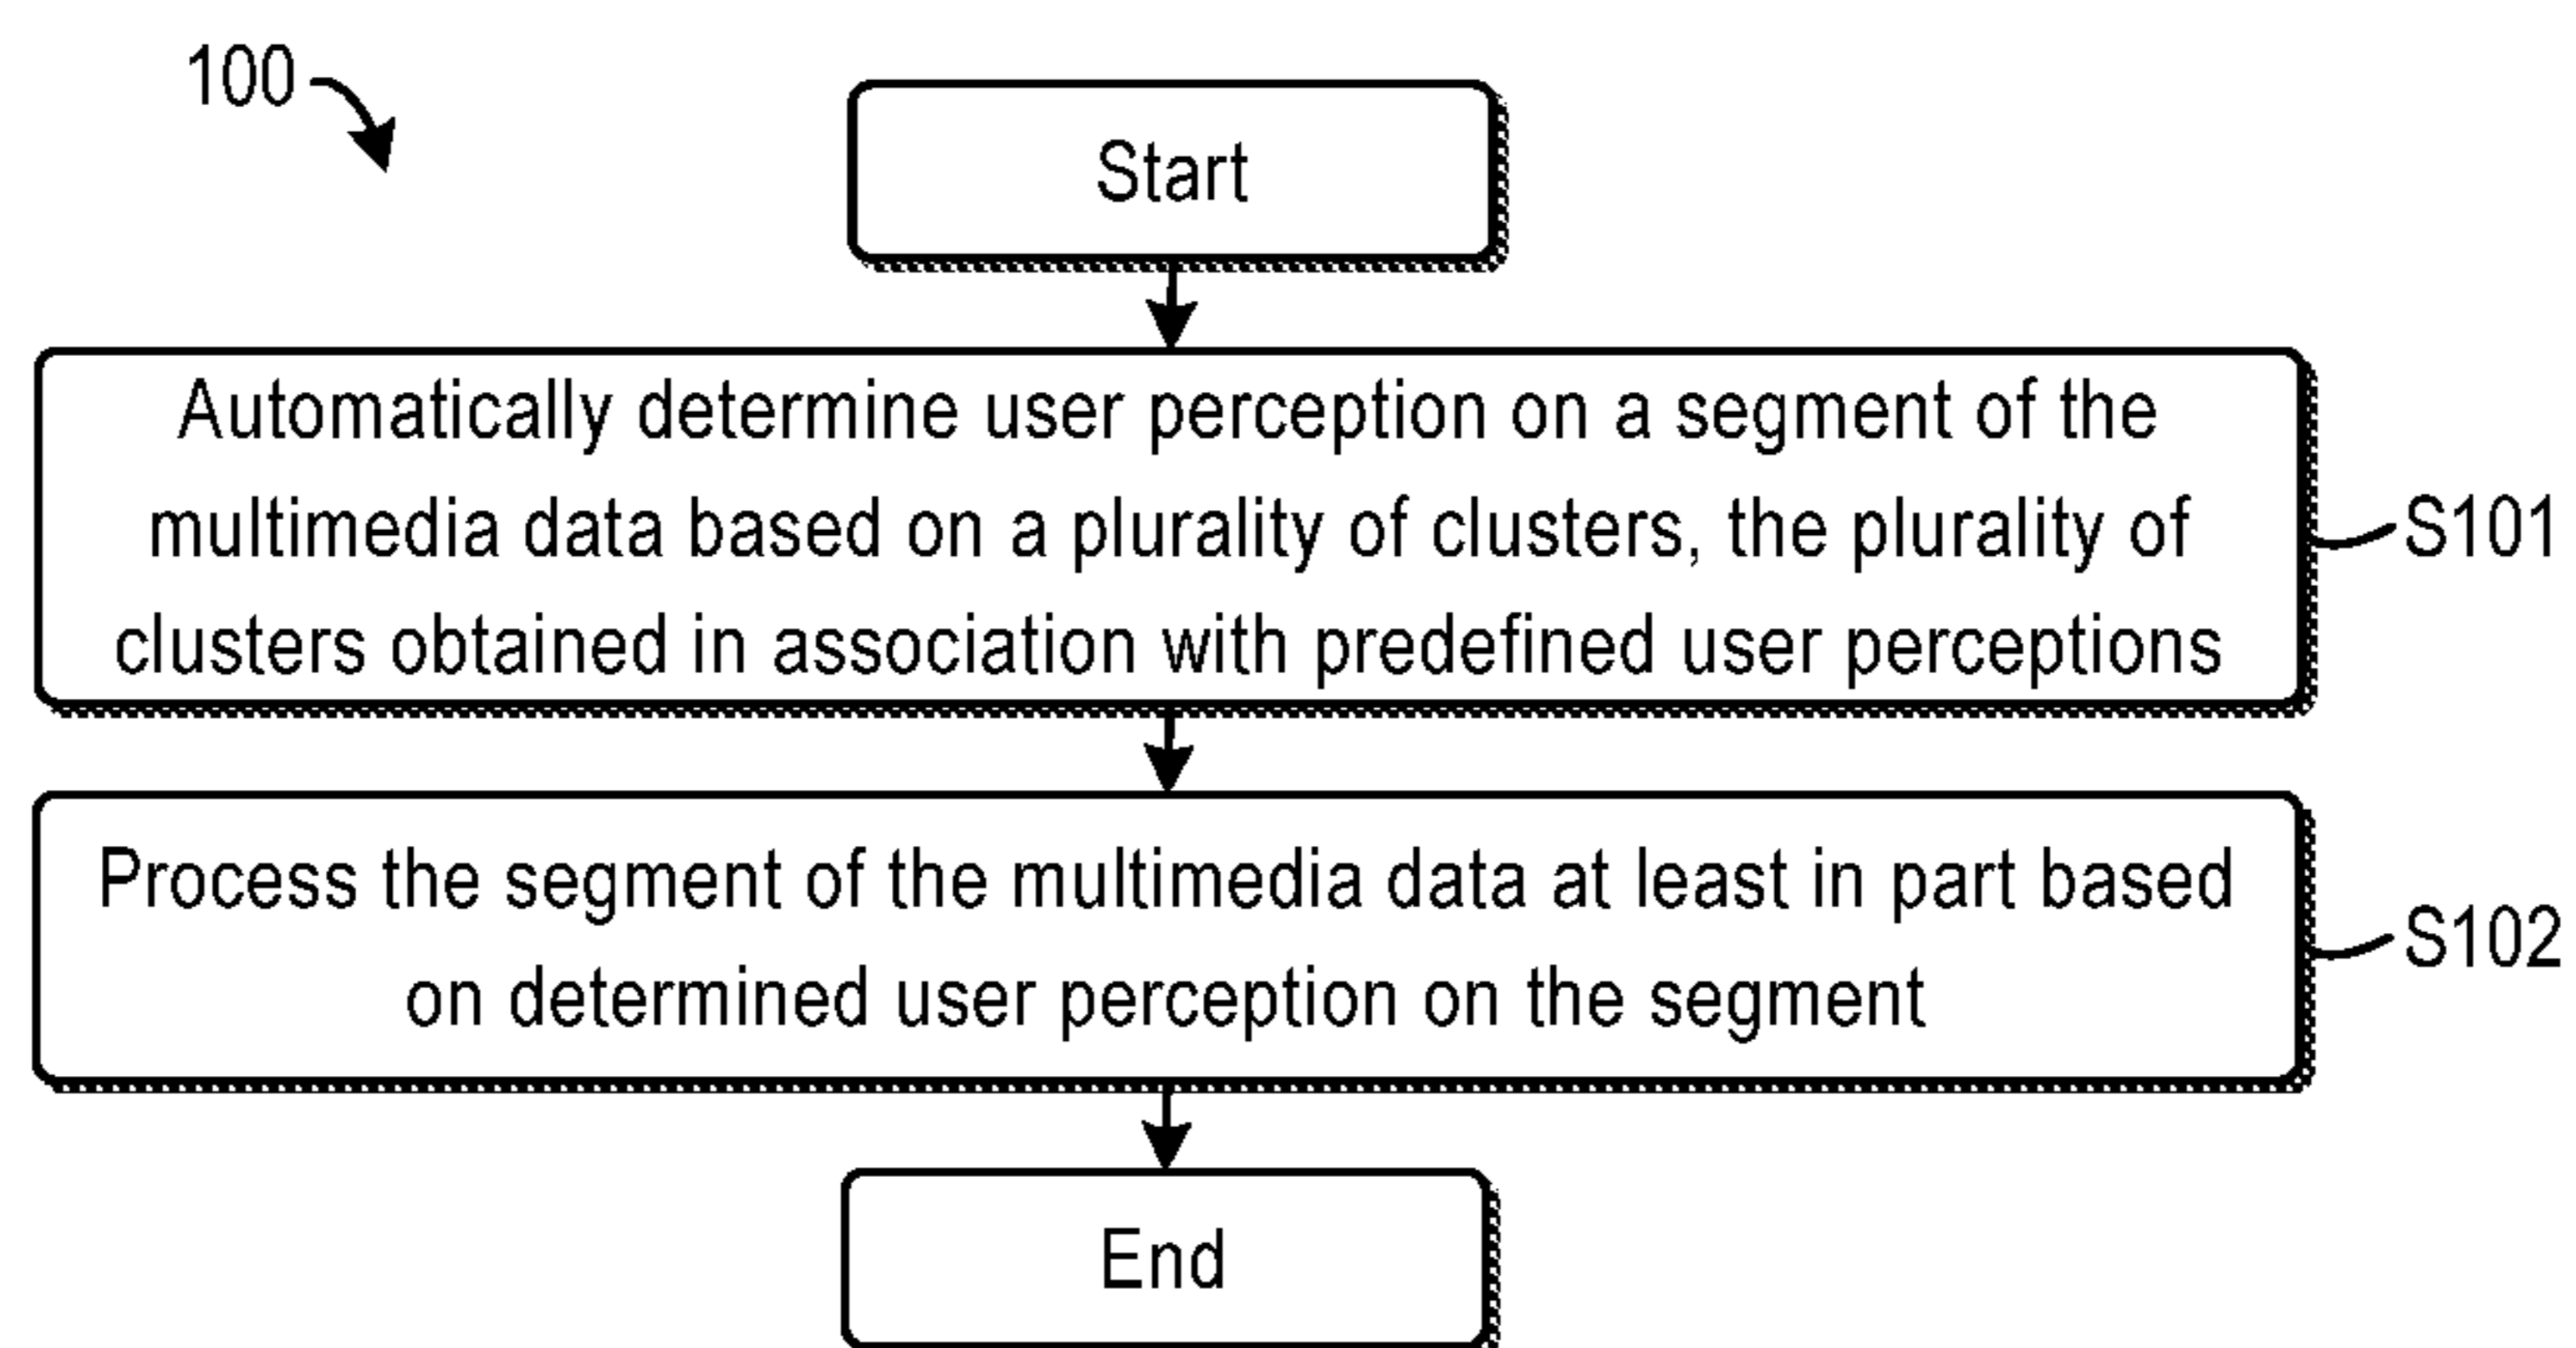 100
Start
Automatically determine user perception on a segment of the
multimedia data based on a plurality of clusters, the plurality of
clusters obtained in association with predefined user perceptions
S101
Process the segment of the multimedia data at least in part based
on determined user perception on the segment
S102
End